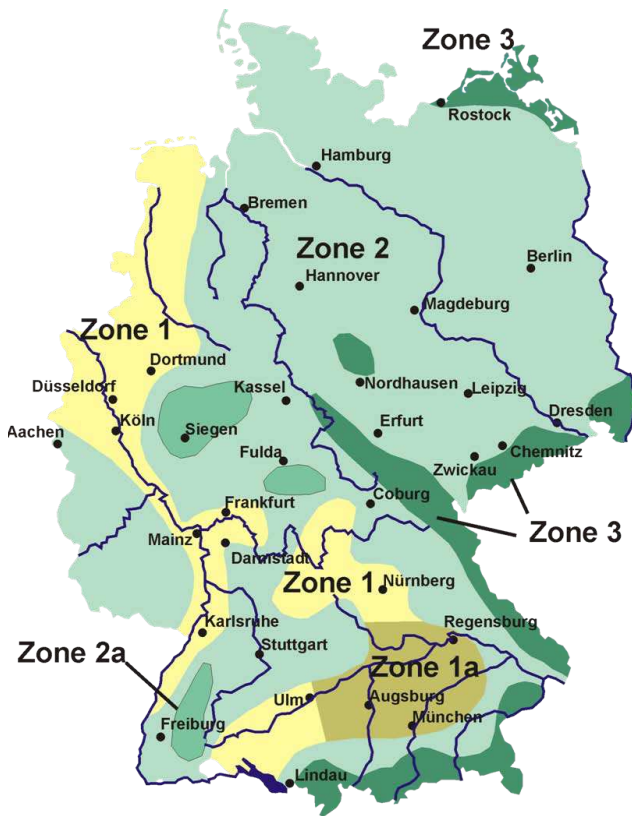 Zone 3
Rostock
Hamburg
Bremen
Zone 2
Berlin
Hannover
Magdeburg
Zone 1
Dortmund
Düsseldorf
Kassel
Nordhausen
Leipzig
Dresden
Köln
Aachen
Siegen
Erfurt
Chemnitz
Fulda
Zwickau
Frankfurt
Coburg
Zone 3
Mainz
Darmstadt
Zone 1
Nürnberg
Karlsruhe
Regensburg
Stuttgart
Zone 2a
Zone 1a
Ulm
Augsburg
Freiburg
München
Lindau